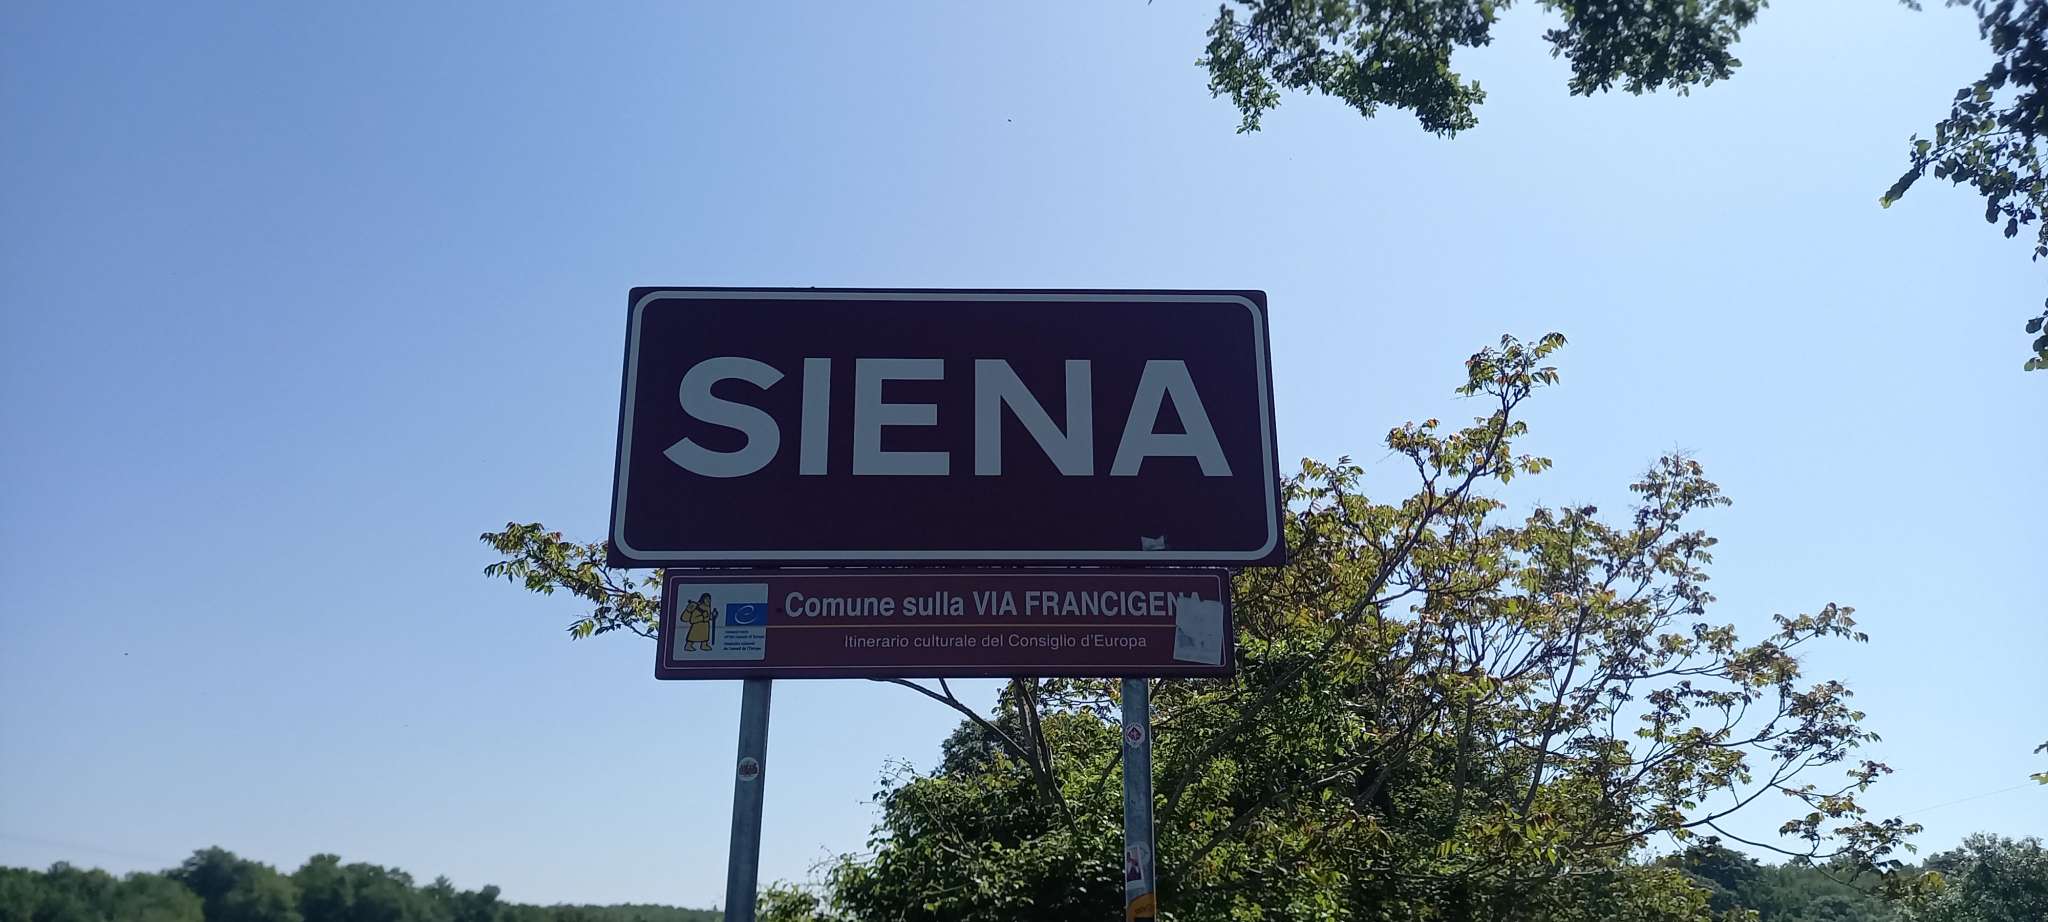 SIENA
Comune sulla VIA FRANCIGENA
Itinerario culturale del Consiglio d'Europa